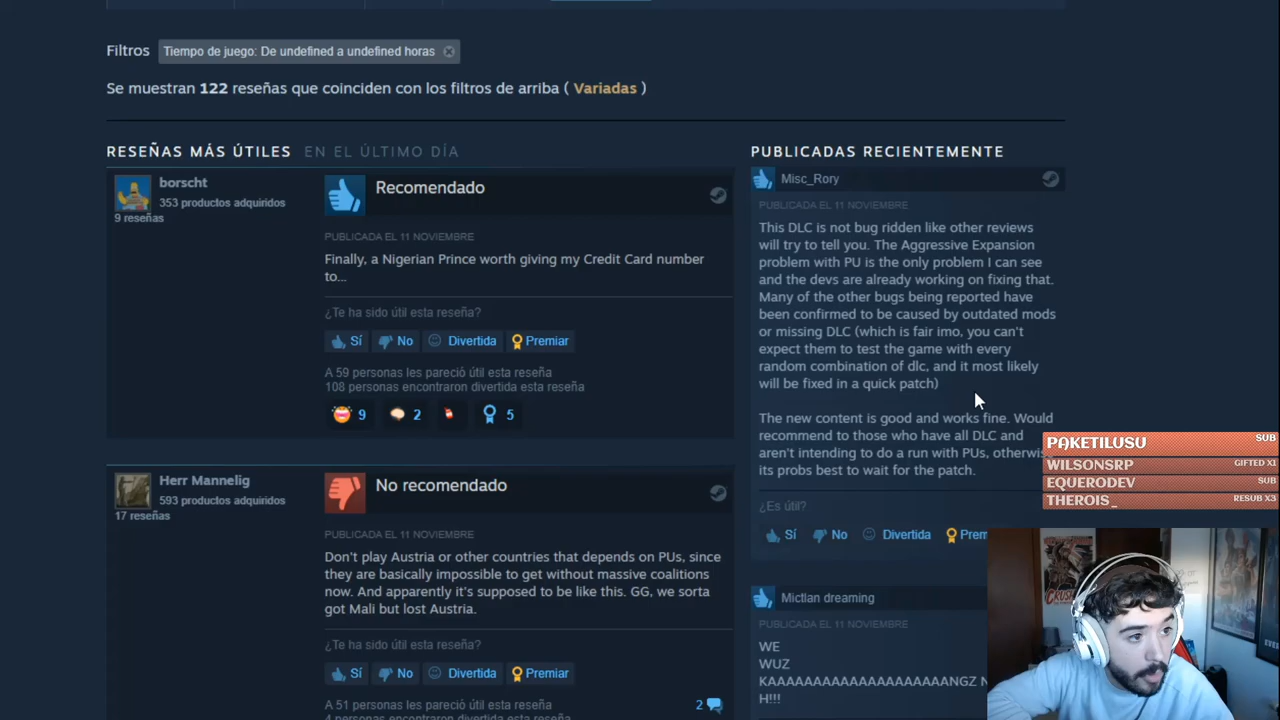 Filtros
Tiempo de juego: De undefined a undefined horas
Se muestran 122 reseñas que coinciden con los filtros de arriba ( Variadas )
RESEÑAS MÁS ÚTILES
EN EL ÚLTIMO DÍA
borscht
353 productos adquiridos
9 reseñas
Recomendado
PUBLICADA EL 11 NOVIEMBRE
Finally, a Nigerian Prince worth giving my Credit Card number
to...
¿Te ha sido útil esta reseña?
Sí
No
Divertida
Premiar
A 59 personas les pareció útil esta reseña
108 personas encontraron divertida esta reseña
9
2
5
Herr Mannelig
593 productos adquiridos
17 reseñas
No recomendado
PUBLICADA EL 11 NOVIEMBRE
Don't play Austria or other countries that depends on PUs, since
they are basically impossible to get without massive coalitions
now. And apparently it's supposed to be like this. GG, we sorta
got Mali but lost Austria.
¿Te ha sido útil esta reseña?
Sí
No
Divertida
Premiar
A 51 personas les pareció útil esta reseña
2
4 personas encontraron divertida esta reseña
PUBLICADAS RECIENTEMENTE
Misc_Rory
PUBLICADA EL 11 NOVIEMBRE
This DLC is not bug ridden like other reviews
will try to tell you. The Aggressive Expansion
problem with PU is the only problem I can see
and the devs are already working on fixing that.
Many of the other bugs being reported have
been confirmed to be caused by outdated mods
or missing DLC (which is fair imo, you can't
expect them to test the game with every
random combination of dlc, and it most likely
will be fixed in a quick patch)
The new content is good and works fine. Would
recommend to those who have all DLC and
aren't intending to do a run with PUs, otherwis
its probs best to wait for the patch.
¿Es útil?
Sí
No
Divertida
Prem
Mictlan dreaming
PUBLICADA EL 11 NOVIEMBRE
WE
WUZ
KAAAAAAAAAAAAAAAAAAAANGZ N
H!!!
PAKETILUSU
SUB
WILSONSRP
GIFTED X1
EQUERODEV
SUB
THEROIS_
RESUB X3